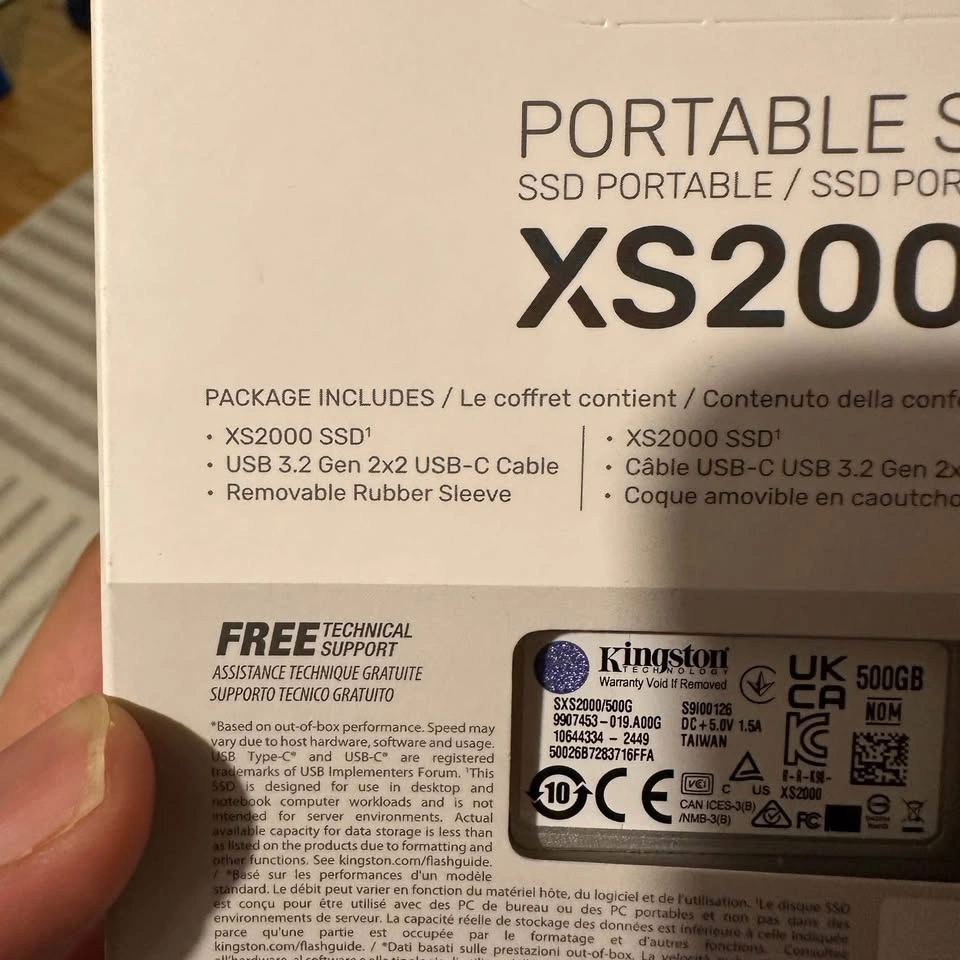 PORTABLE S
SSD PORTABLE / SSD POR
XS200
PACKAGE INCLUDES / Le coffret contient / Contenuto della conf
• XS2000 SSD¹
• USB 3.2 Gen 2x2 USB-C Cable
• Removable Rubber Sleeve
• XS2000 SSD¹
• Câble USB-C USB 3.2 Gen 2x
• Coque amovible en caoutcho
FREE TECHNICAL SUPPORT
ASSISTANCE TECHNIQUE GRATUITE
SUPPORTO TECNICO GRATUITO
*Based on out-of-box performance. Speed may
vary due to host hardware, software and usage.
USB Type-C® and USB-C® are registered
trademarks of USB Implementers Forum. ¹This
SSD is designed for use in desktop and
notebook computer workloads and is not
intended for server environments. Actual
available capacity for data storage is less than
as listed on the products due to formatting and
other functions. See kingston.com/flashguide.
/ *Basé sur les performances d'un modèle
standard. Le débit peut varier en fonction du matériel hôte, du logiciel et de l'utilisation. ¹Le disque SSD
est conçu pour être utilisé avec des PC de bureau ou des PC portables et non pas dans des
environnements de serveur. La capacité réelle de stockage des données est inférieure à celle indiquée
parce qu'une partie est occupée par le formatage et d'autres fonctions. Consultez
kingston.com/flashguide. / *Dati basati sulle prestazioni out-of-box. La velocità
Kingston
TECHNOLOGY
Warranty Void If Removed
SXS2000/500G
9907453-019.A00G
10644334 - 2449
50026B7283716FFA
S9I00126
DC+5.0V 1.5A
TAIWAN
UK
CA
500GB
NOM
R-R-K98-
XS2000
10
CE
VCI
C US
CAN ICES-3(B)
/NMB-3(B)
FC